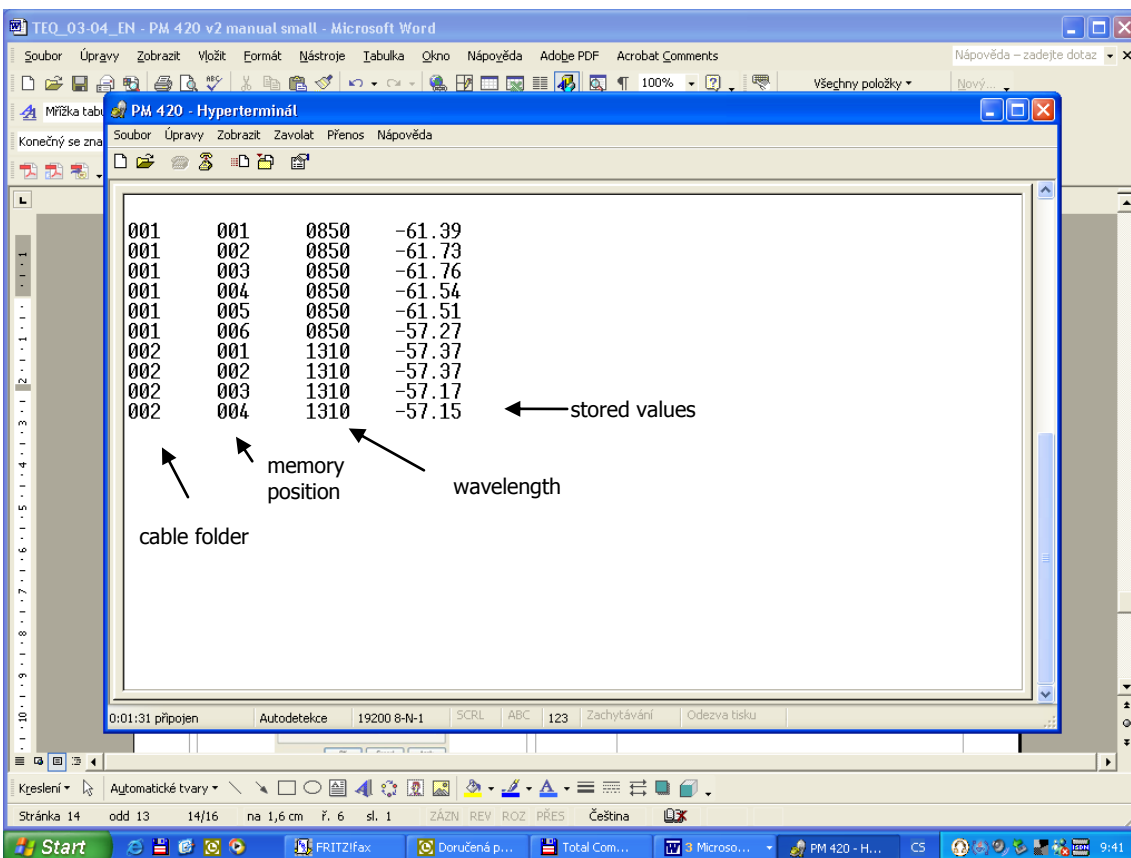 TEQ_03-04_EN - PM 420 v2 manual small - Microsoft Word
Soubor Úpravy Zobrazit Vložit Formát Nástroje Tabulka Okno Nápověda Adobe PDF Acrobat Comments Nápověda – zadejte dotaz
100% Všechny položky Nový...
Mřížka tabu
Konečný se zna
PM 420 - Hyperterminál
Soubor Úpravy Zobrazit Zavolat Přenos Nápověda
001 001 0850 -61.39
001 002 0850 -61.73
001 003 0850 -61.76
001 004 0850 -61.54
001 005 0850 -61.51
001 006 0850 -57.27
002 001 1310 -57.37
002 002 1310 -57.37
002 003 1310 -57.17
002 004 1310 -57.15
stored values
memory
position
wavelength
cable folder
0:01:31 připojen Autodetekce 19200 8-N-1 SCRL ABC 123 Zachytávání Odezva tisku
Kreslení Automatické tvary
Stránka 14 odd 13 14/16 na 1,6 cm ř. 6 sl. 1 ZÁZN REV ROZ PŘES Čeština
Start FRITZ!fax Doručená p... Total Com... 3 Microso... PM 420 - H... CS 9:41